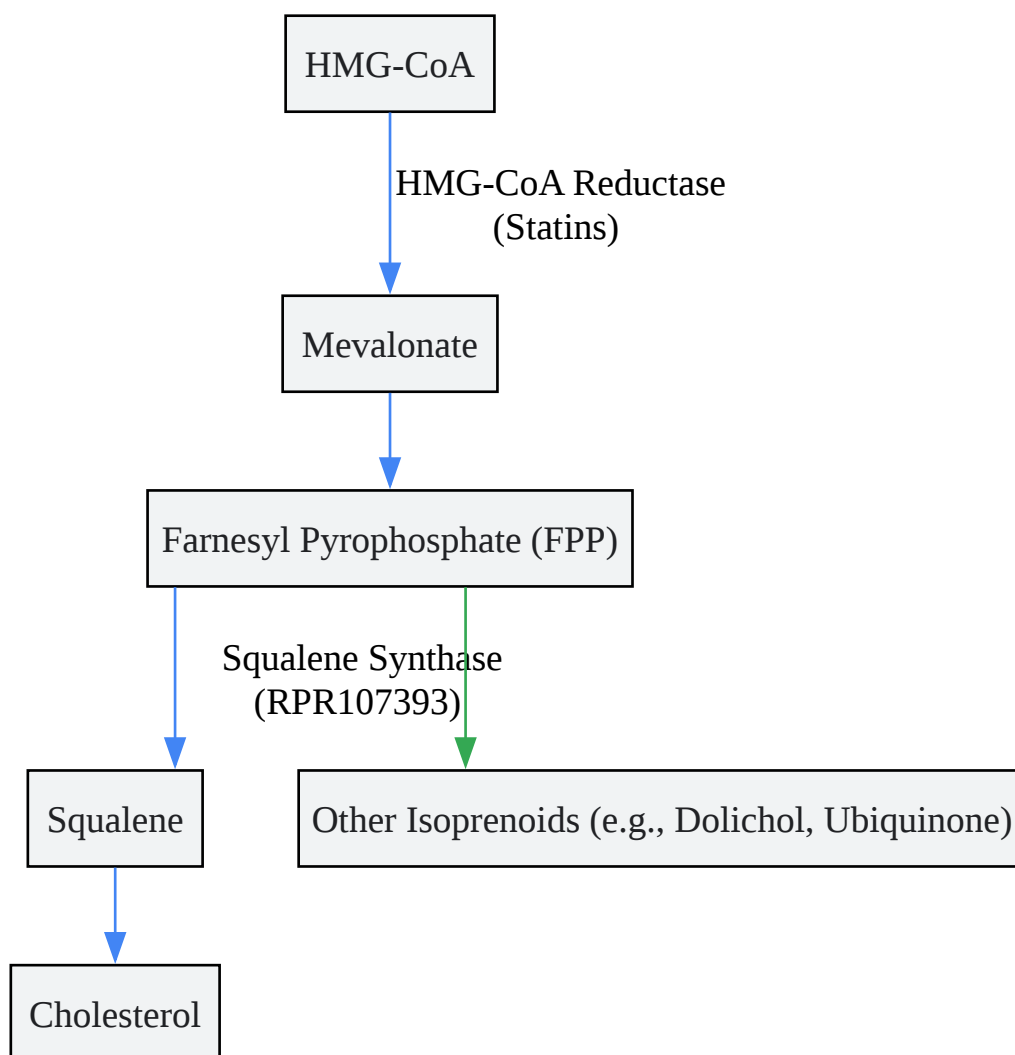 HMG-CoA
HMG-CoA Reductase
(Statins)
Mevalonate
Farnesyl Pyrophosphate (FPP)
Squalene Synthase
(RPR107393)
Squalene
Other Isoprenoids (e.g., Dolichol, Ubiquinone)
Cholesterol